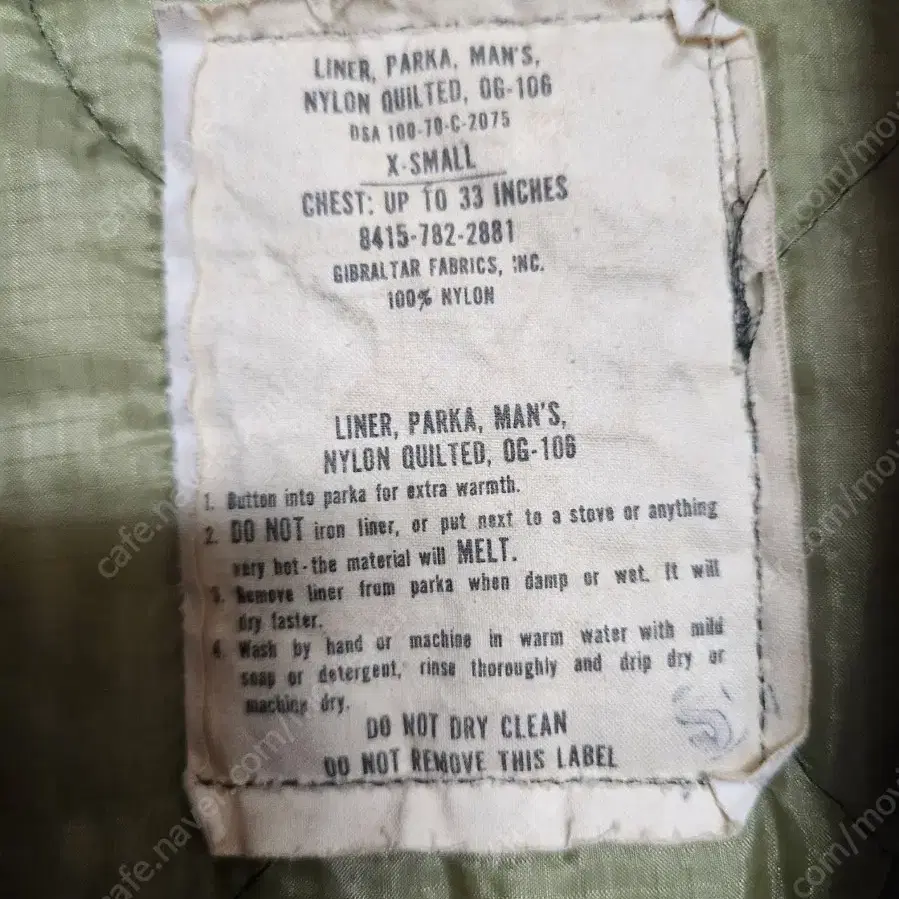 LINER, PARKA, MAN'S,
NYLON QUILTED, OG-106
DSA 100-70-C-2075
X-SMALL
CHEST: UP TO 33 INCHES
8415-782-2881
GIBRALTAR FABRICS, INC.
100% NYLON
LINER, PARKA, MAN'S,
NYLON QUILTED, OG-106
1. Button into parka for extra warmth.
2. DO NOT iron liner, or put next to a stove or anything
very hot - the material will MELT.
3. Remove liner from parka when damp or wet. It will
dry faster.
4. Wash by hand or machine in warm water with mild
soap or detergent, rinse thoroughly and drip dry or
machine dry.
DO NOT DRY CLEAN
DO NOT REMOVE THIS LABEL